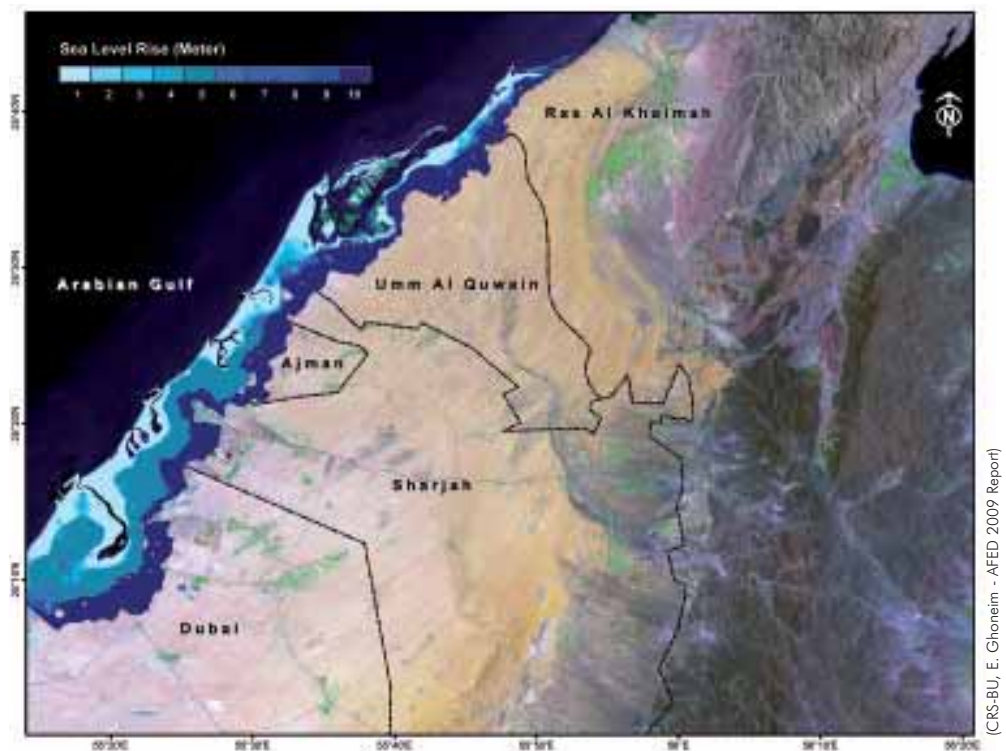 Sea Level Rise (Meter)
1 2 3 4 5 6 7 8 9 10
Ras Al Khaimah
N
Arabian Gulf
Umm Al Quwain
Ajman
Sharjah
Dubai
(CRS-BU, E. Ghoneim - AFED 2009 Report)